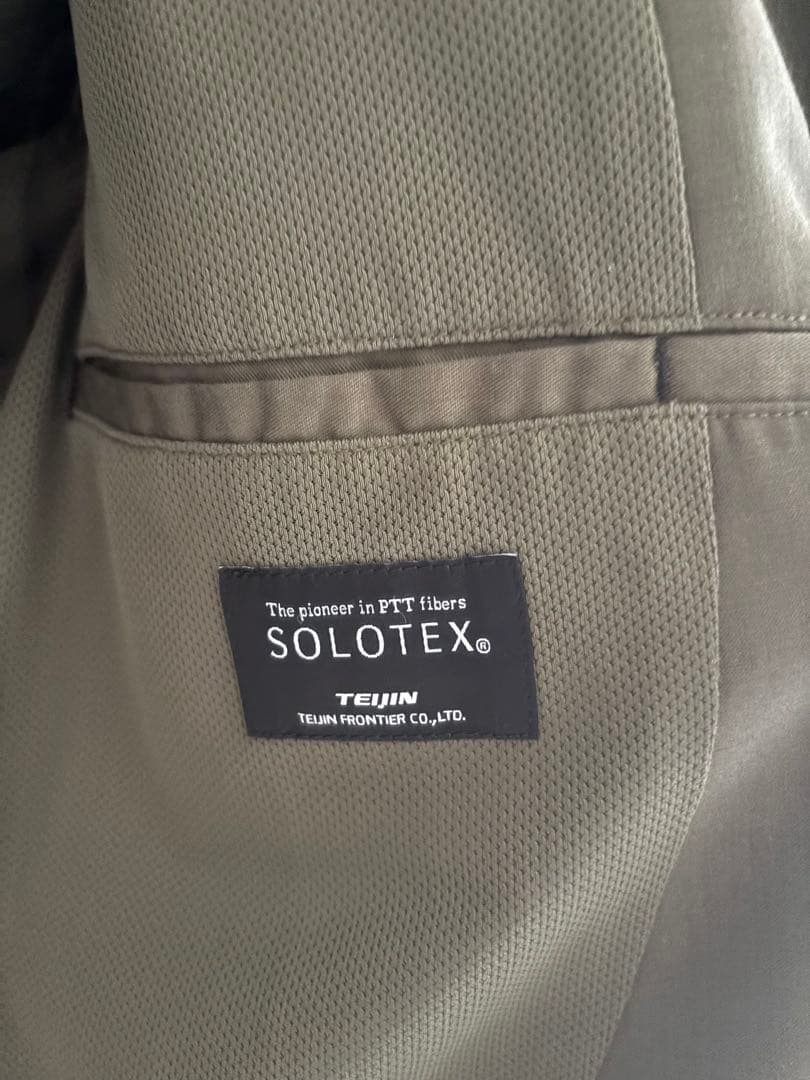 The pioneer in PTT fibers
SOLOTEX®
TEIJIN
TEIJIN FRONTIER CO.,LTD.